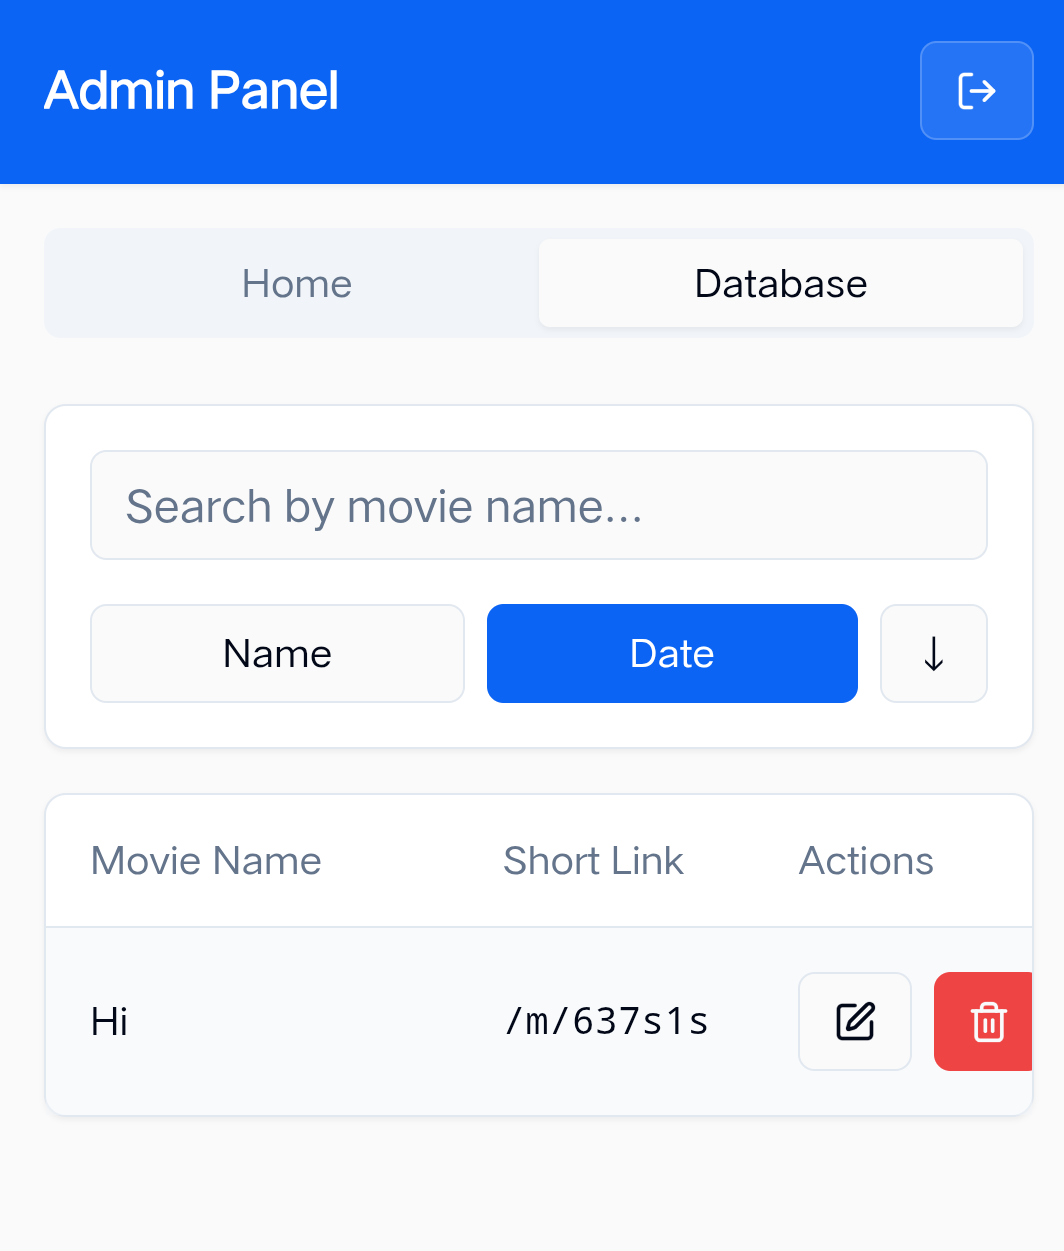 Admin Panel
Home Database
Search by movie name...
Name Date ↓
Movie Name Short Link Actions
Hi /m/637s1s